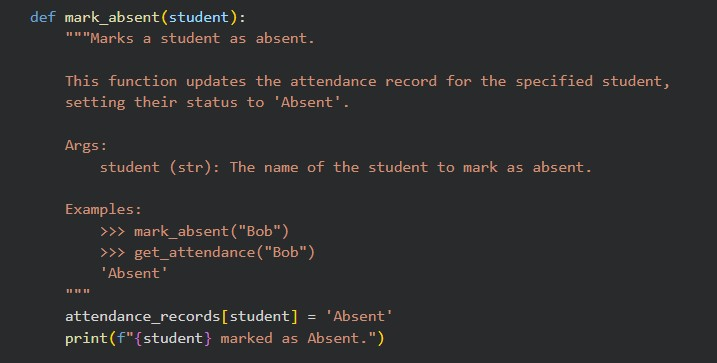 def mark_absent(student):
    """Marks a student as absent.

    This function updates the attendance record for the specified student,
    setting their status to 'Absent'.

    Args:
        student (str): The name of the student to mark as absent.

    Examples:
        >>> mark_absent("Bob")
        >>> get_attendance("Bob")
        'Absent'
    """
    attendance_records[student] = 'Absent'
    print(f"{student} marked as Absent.")